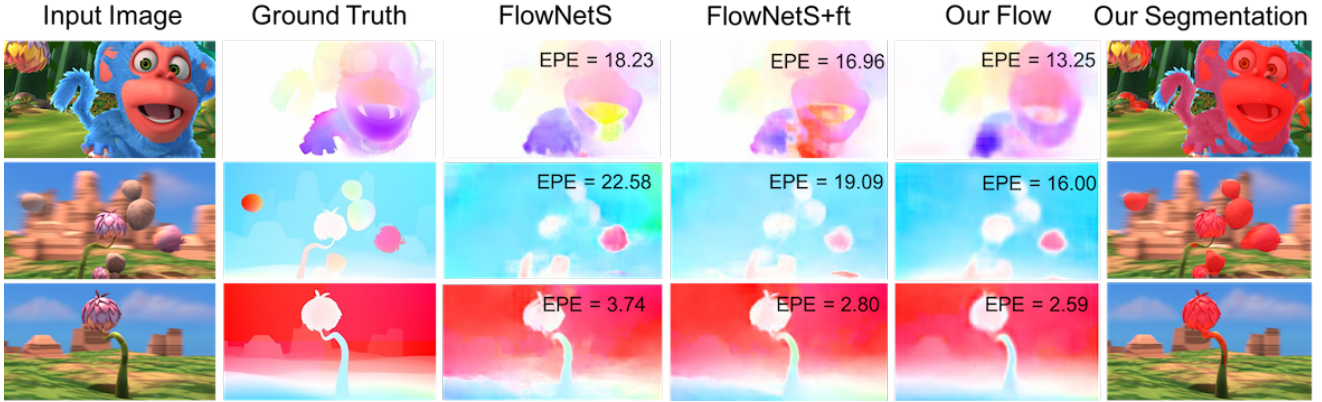 Input Image Ground Truth FlowNetS FlowNetS+ft Our Flow Our Segmentation
EPE = 18.23 EPE = 16.96 EPE = 13.25
EPE = 22.58 EPE = 19.09 EPE = 16.00
EPE = 3.74 EPE = 2.80 EPE = 2.59